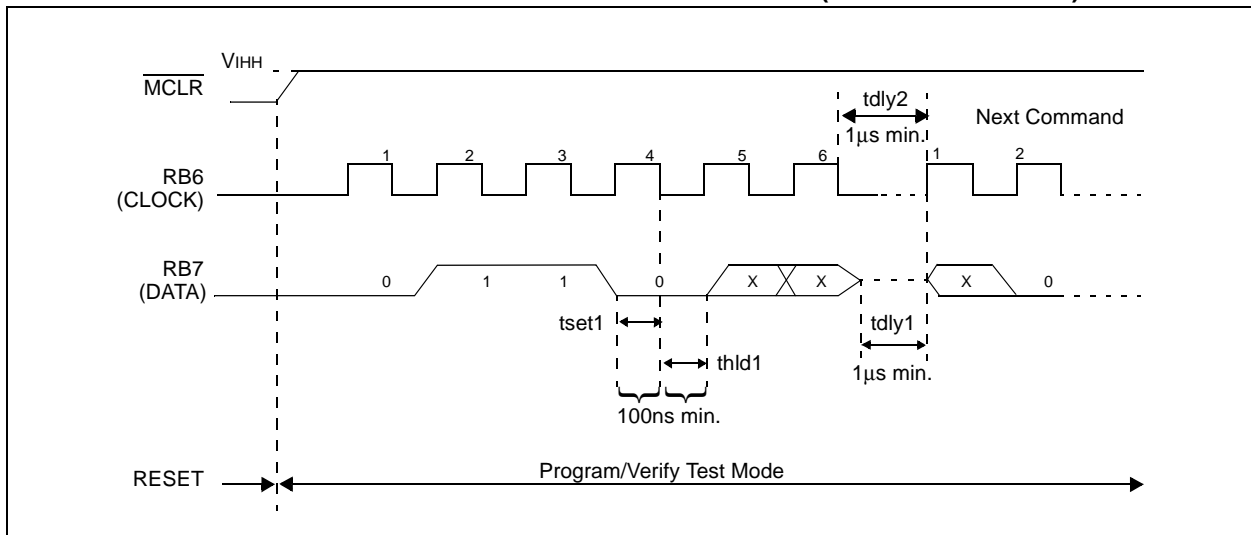 VIHH
MCLR
tdly2
Next Command
1µs min.
1 2 3 4 5 6 1 2
RB6
(CLOCK)
RB7
(DATA)
0 1 1 0 X X X 0
tset1
tdly1
thld1
1µs min.
100ns min.
RESET
Program/Verify Test Mode